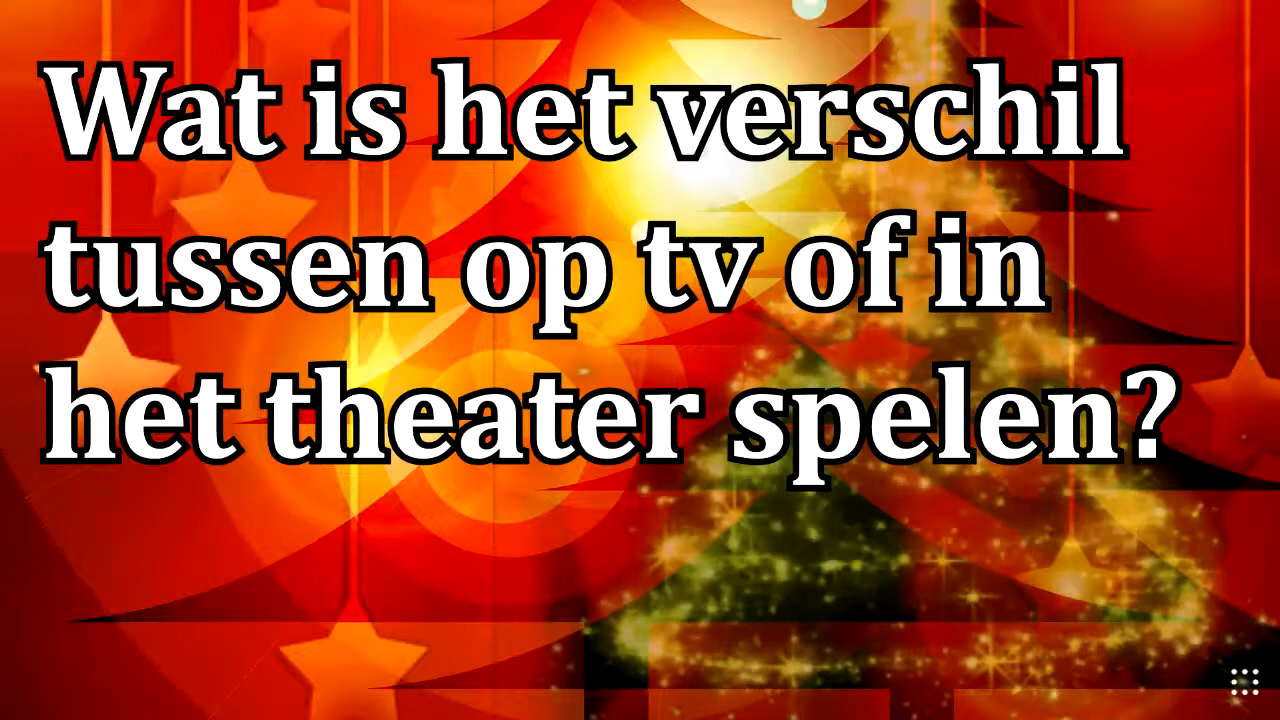 Wat is het verschil
tussen op tv of in
het theater spelen?